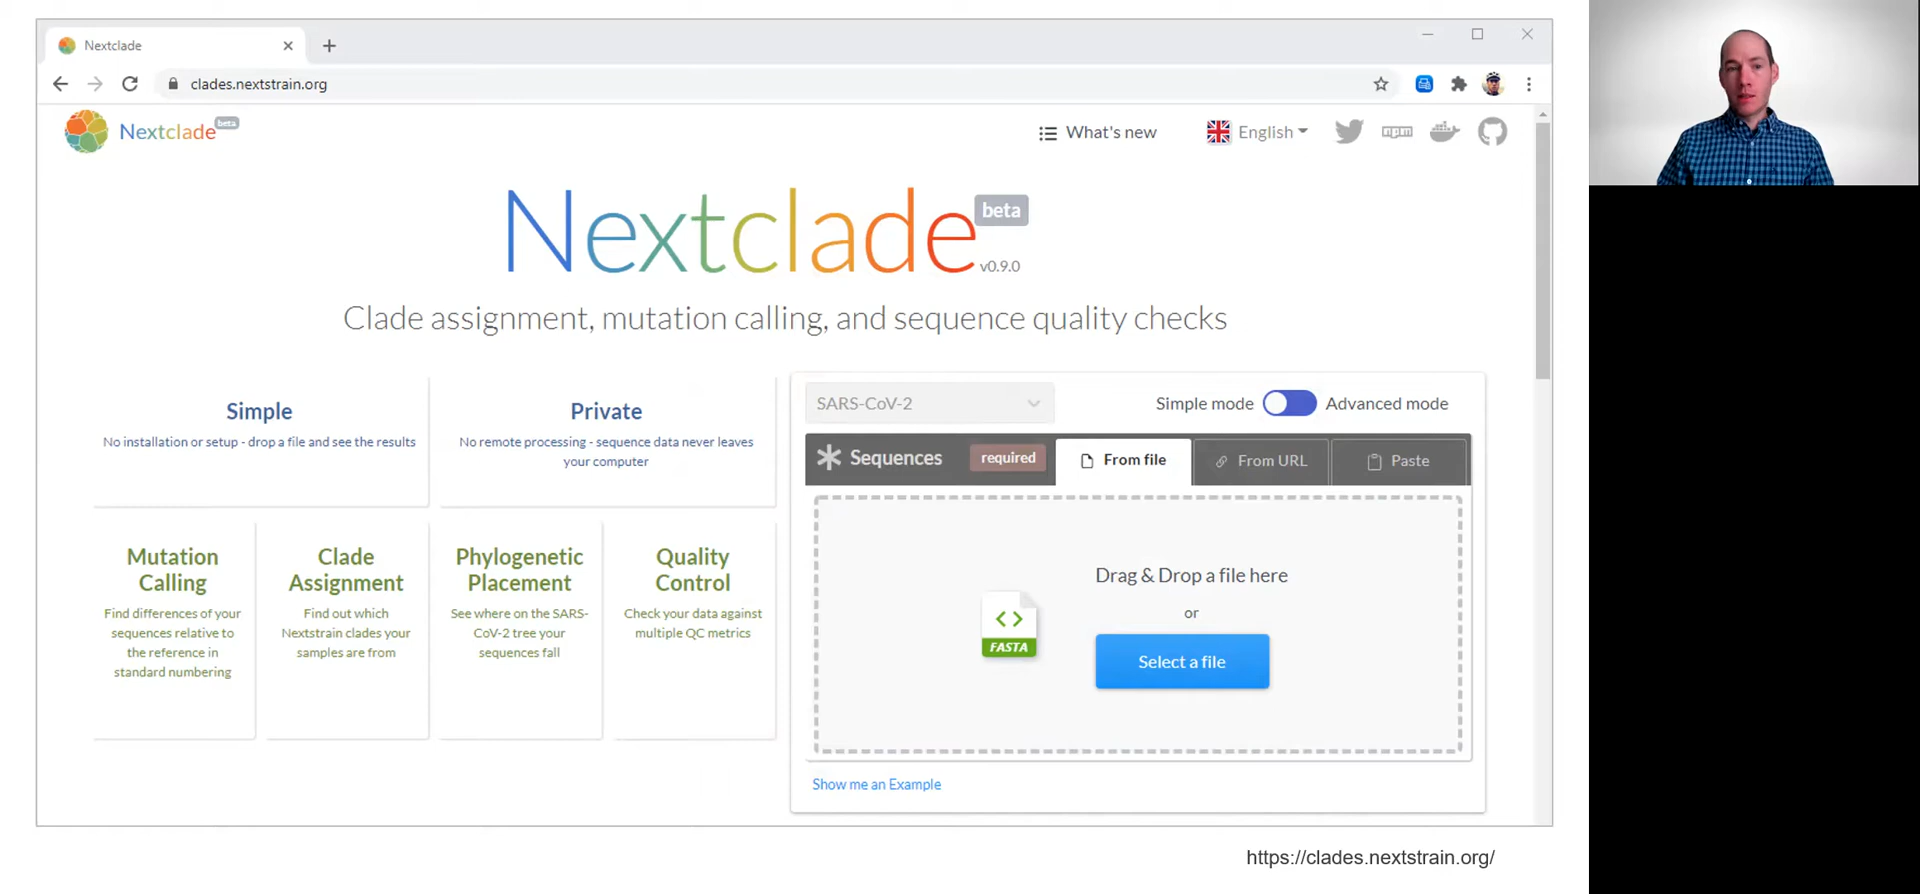 Nextclade
clades.nextstrain.org
Nextclade beta
What's new
English
Nextclade beta
v0.9.0
Clade assignment, mutation calling, and sequence quality checks
Simple
No installation or setup - drop a file and see the results
Private
No remote processing - sequence data never leaves
your computer
Mutation
Calling
Find differences of your
sequences relative to
the reference in
standard numbering
Clade
Assignment
Find out which
Nextstrain clades your
samples are from
Phylogenetic
Placement
See where on the SARS-
CoV-2 tree your
sequences fall
Quality
Control
Check your data against
multiple QC metrics
SARS-CoV-2
Simple mode
Advanced mode
Sequences
required
From file
From URL
Paste
Drag & Drop a file here
or
FASTA
Select a file
Show me an Example
https://clades.nextstrain.org/